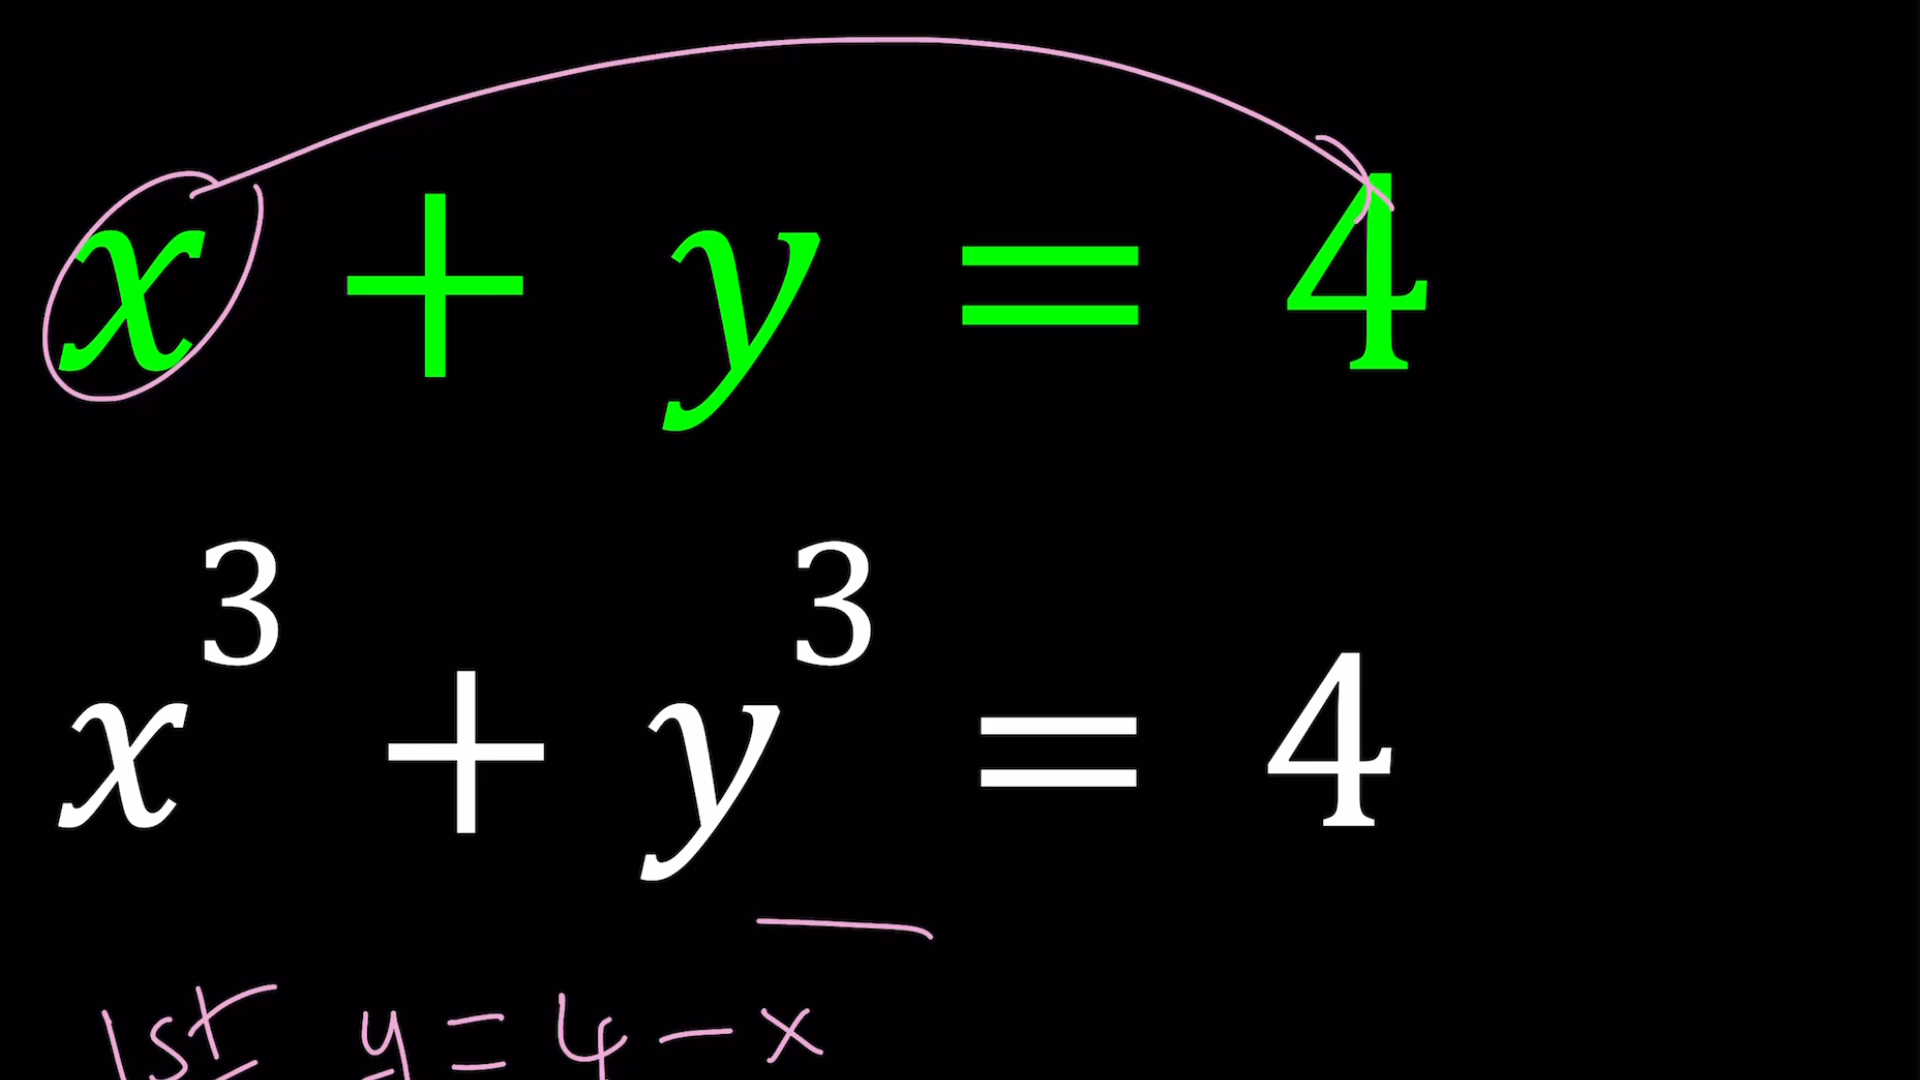 x + y = 4
x³ + y³ = 4
1st y = 4 - x